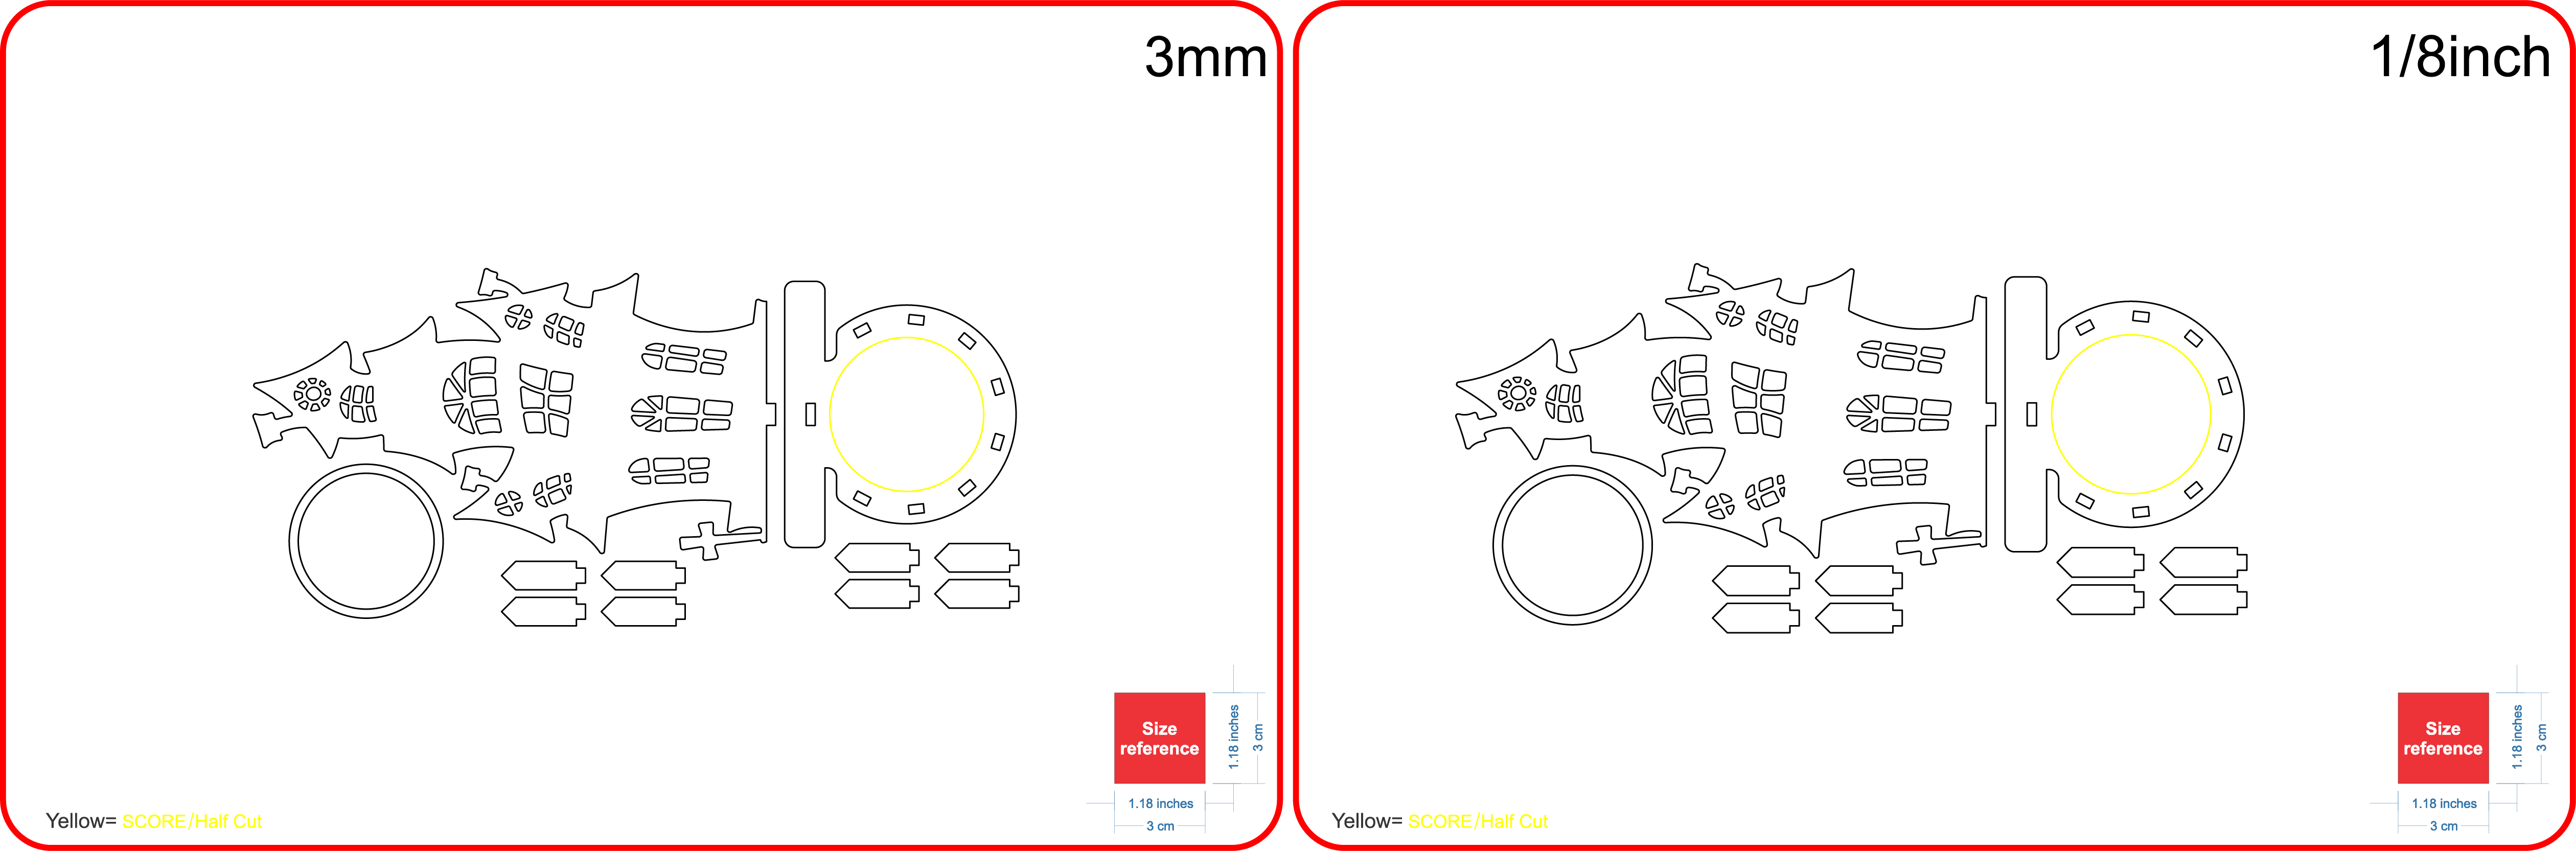 3mm
Size
reference
1.18 inches
3 cm
1.18 inches
3 cm
Yellow= SCORE/Half Cut
1/8inch
Size
reference
1.18 inches
3 cm
1.18 inches
3 cm
Yellow= SCORE/Half Cut